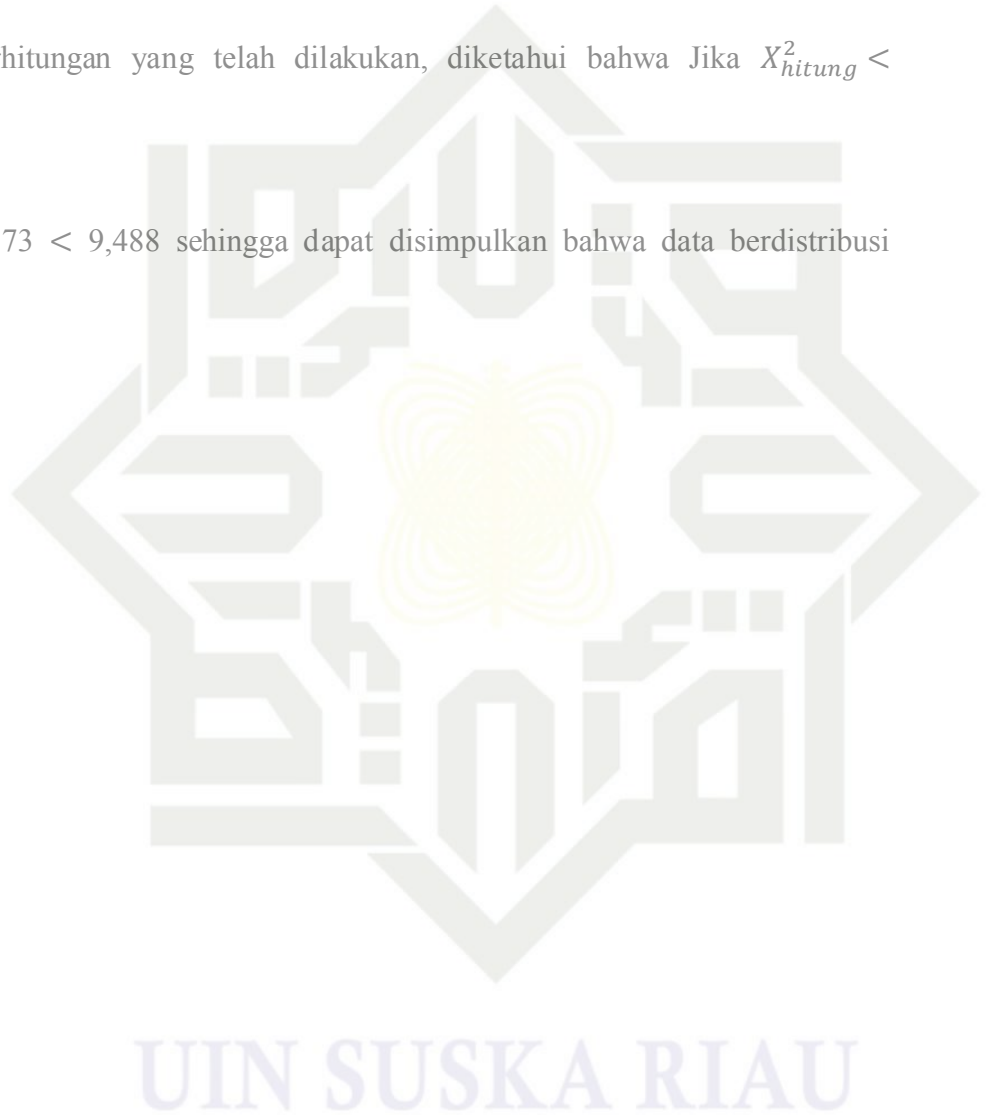 rhitungan yang telah dilakukan, diketahui bahwa Jika $X^2_{hitung}$ <
73 < 9,488 sehingga dapat disimpulkan bahwa data berdistribusi
UIN SUSKA RIAU